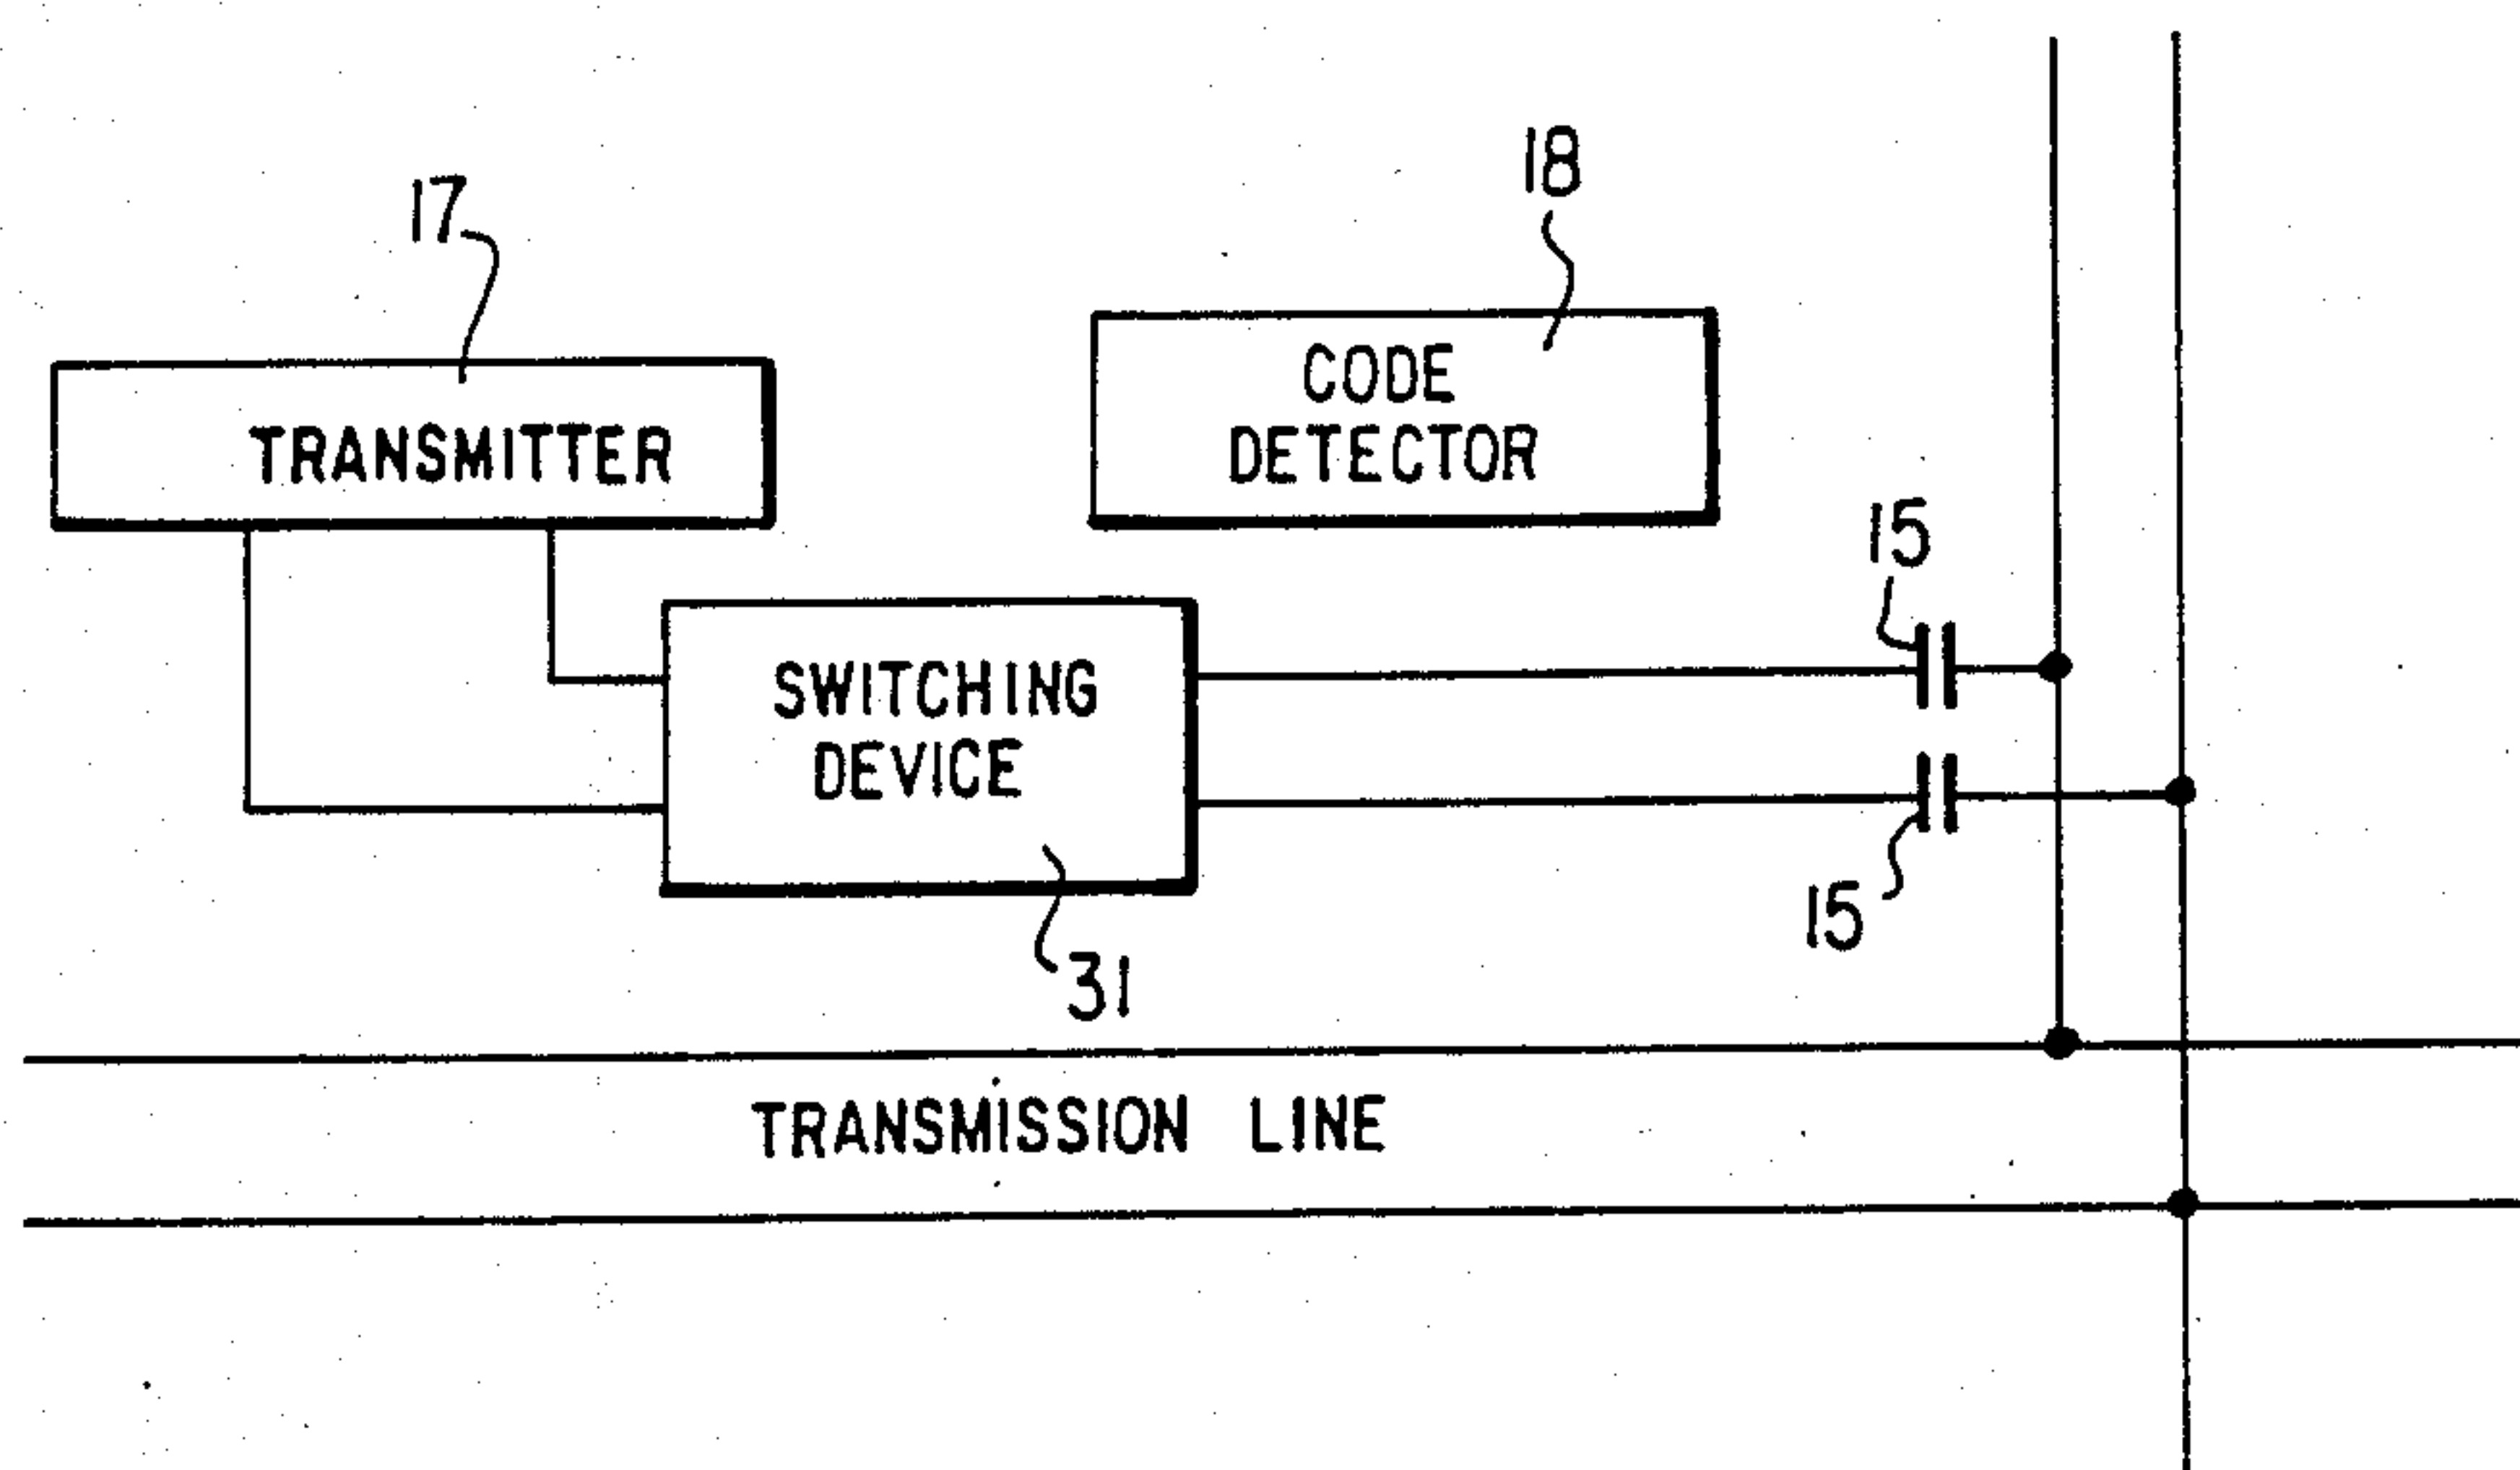 17
18
TRANSMITTER
CODE
DETECTOR
15
SWITCHING
DEVICE
15
31
TRANSMISSION LINE